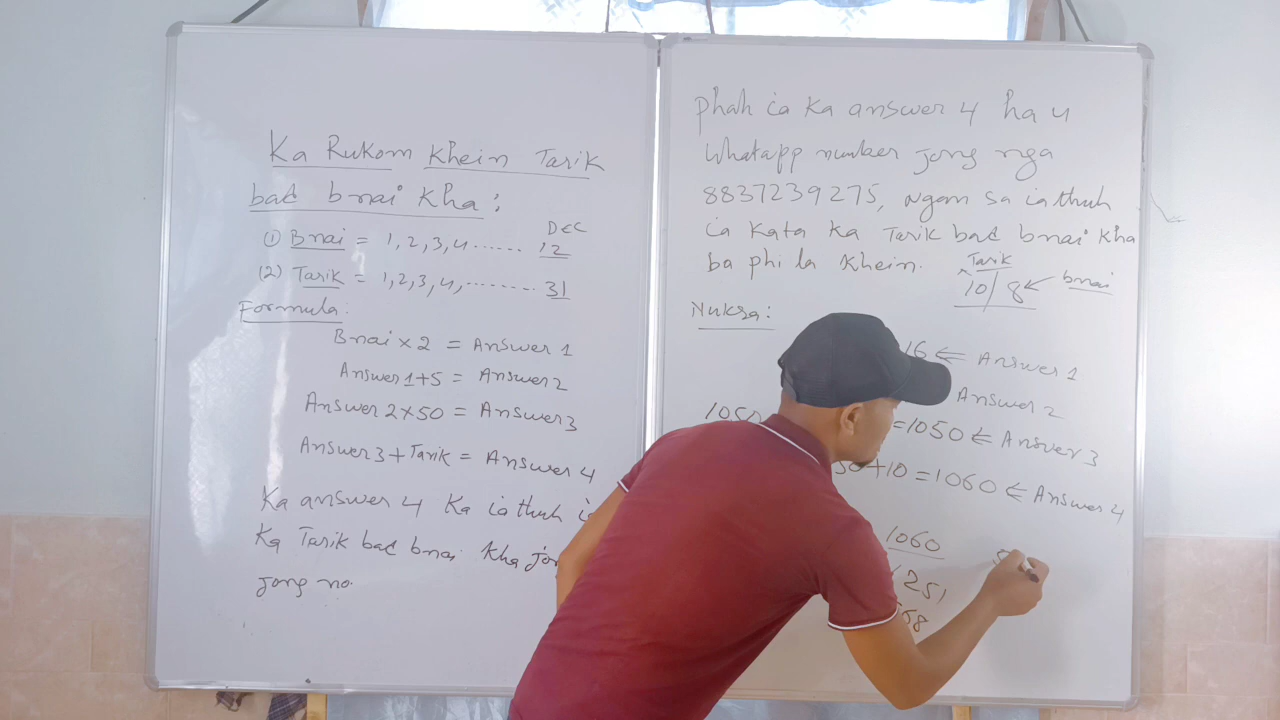 Ka Rukom Khein Tarik
bad bnai Kha:
DEC
(1) Bnai = 1, 2, 3, 4 ....... 12
(2) Tarik = 1, 2, 3, 4, ......... 31
Formula:
Bnai × 2 = Answer 1
Answer 1 + 5 = Answer 2
Answer 2 × 50 = Answer 3
Answer 3 + Tarik = Answer 4
Ka answer 4 Ka iathuh
Ka Tarik bad bnai Kha
jong no.
Phah ia Ka answer 4 ha u
Whatapp number jong nga
8837239275, ngam sa iathuh
ia Kata Ka Tarik bad bnai Kha
ba phi la Khein.
Tarik
10/8 ← bnai
Nuksa:
16 ← Answer 1
Answer 2
= 1050 ← Answer 3
50 + 10 = 1060 ← Answer 4
1060
251